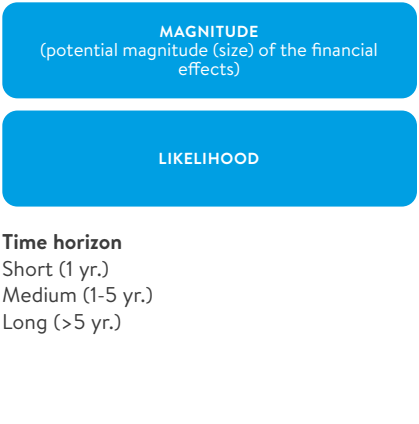 MAGNITUDE
(potential magnitude (size) of the financial
effects)
LIKELIHOOD
Time horizon
Short (1 yr.)
Medium (1-5 yr.)
Long (>5 yr.)